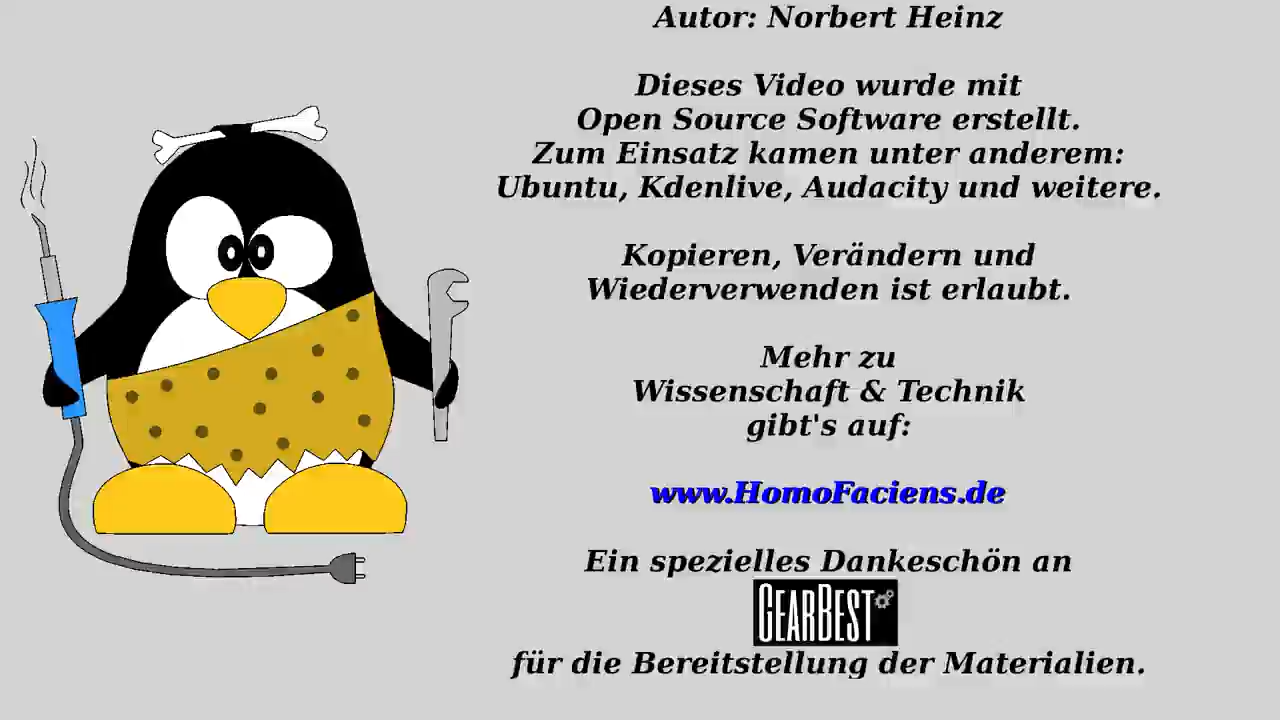 Autor: Norbert Heinz
Dieses Video wurde mit
Open Source Software erstellt.
Zum Einsatz kamen unter anderem:
Ubuntu, Kdenlive, Audacity und weitere.
Kopieren, Verändern und
Wiederverwenden ist erlaubt.
Mehr zu
Wissenschaft & Technik
gibt's auf:
www.HomoFaciens.de
Ein spezielles Dankeschön an
GEARBEST
für die Bereitstellung der Materialien.